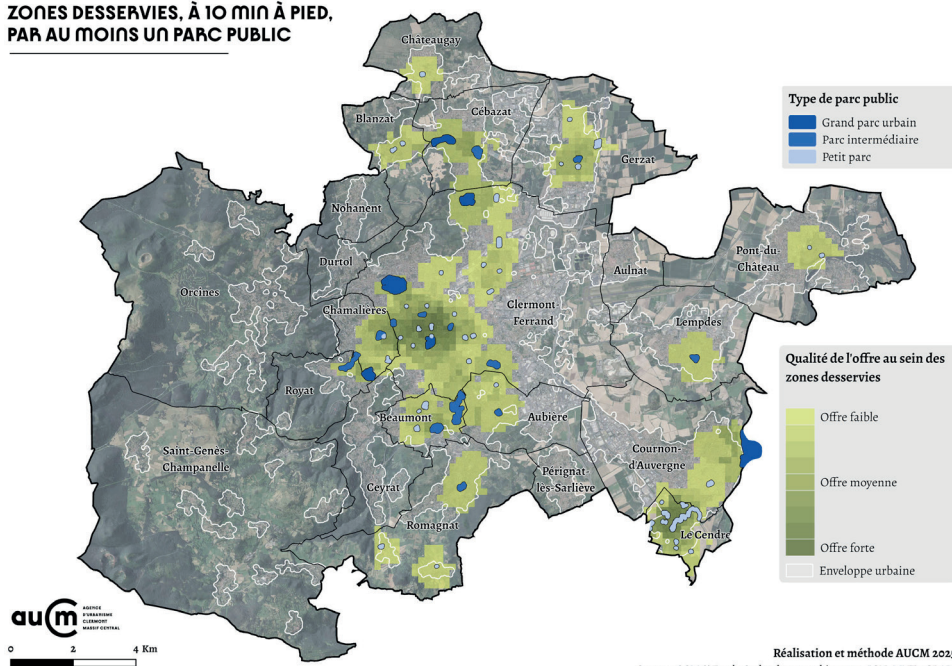 ZONES DESSERVIES, À 10 MIN À PIED,
PAR AU MOINS UN PARC PUBLIC
Châteaugay
Blanzat
Cébazat
Gerzat
Nohanent
Durtol
Orcines
Chamalières
Clermont-
Ferrand
Aulnat
Pont-du-
Château
Lempdes
Royat
Beaumont
Aubière
Saint-Genès-
Champanelle
Ceyrat
Pérignat-
lès-Sarliève
Cournon-
d'Auvergne
Romagnat
Le Cendre
Type de parc public
Grand parc urbain
Parc intermédiaire
Petit parc
Qualité de l'offre au sein des
zones desservies
Offre faible
Offre moyenne
Offre forte
Enveloppe urbaine
auCm
AGENCE
D'URBANISME
CLERMONT
MASSIF CENTRAL
0 2 4 Km
Réalisation et méthode AUCM 202